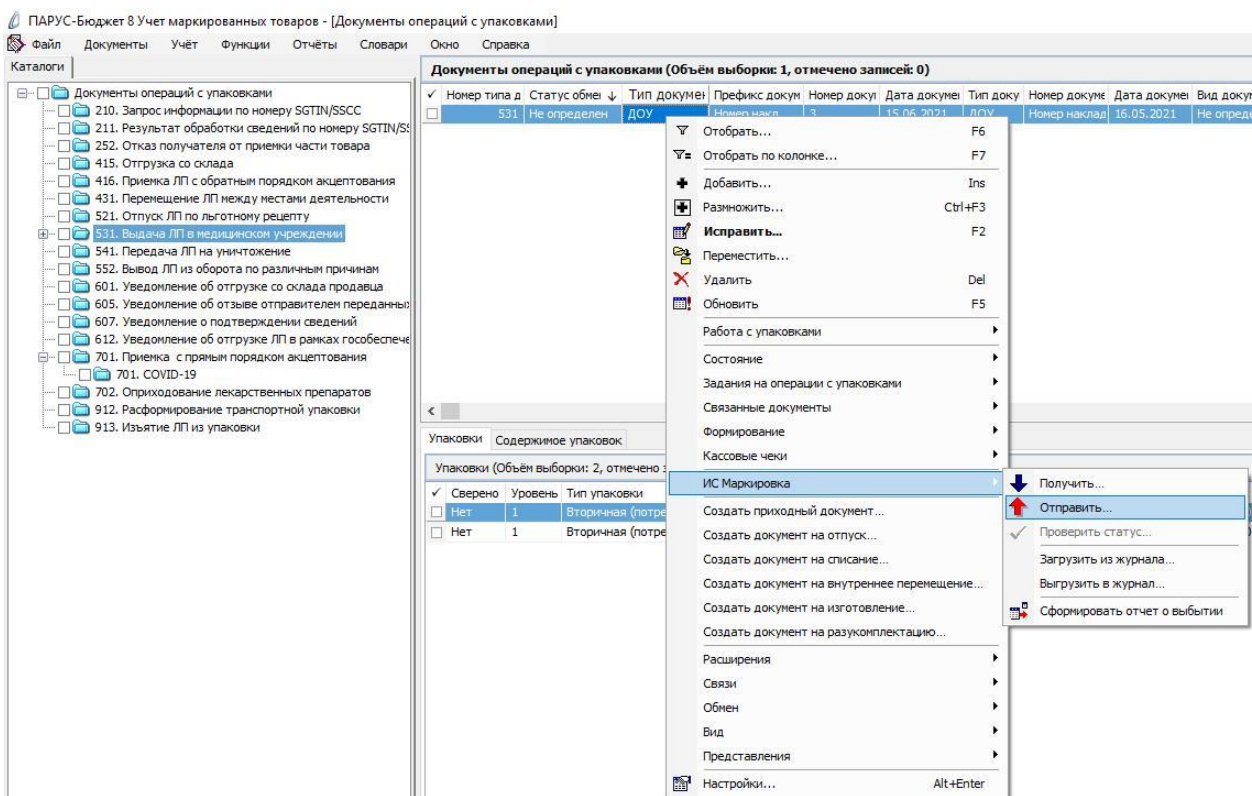 ПАРУС-Бюджет 8 Учет маркированных товаров - [Документы операций с упаковками]
Файл Документы Учёт Функции Отчёты Словари Окно Справка
Каталоги
Документы операций с упаковками
210. Запрос информации по номеру SGTIN/SSCC
211. Результат обработки сведений по номеру SGTIN/SS
252. Отказ получателя от приемки части товара
415. Отгрузка со склада
416. Приемка ЛП с обратным порядком акцептования
431. Перемещение ЛП между местами деятельности
521. Отпуск ЛП по льготному рецепту
531. Выдача ЛП в медицинском учреждении
541. Передача ЛП на уничтожение
552. Вывод ЛП из оборота по различным причинам
601. Уведомление об отгрузке со склада продавца
605. Уведомление об отзыве отправителем переданных
607. Уведомление о подтверждении сведений
612. Уведомление об отгрузке ЛП в рамках гособеспече
701. Приемка с прямым порядком акцептования
701. COVID-19
702. Оприходование лекарственных препаратов
912. Расформирование транспортной упаковки
913. Изъятие ЛП из упаковки
Документы операций с упаковками (Объём выборки: 1, отмечено записей: 0)
Номер типа д Статус обмен Тип докумен Префикс докум Номер докум Дата докумен Тип доку Номер докуме Дата докумен Вид докум
531 Не определен ДОУ Номер накл 3 15.06.2021 ДОУ Номер наклад 16.05.2021 Не опреде
Отобрать... F6
Отобрать по колонке... F7
Добавить... Ins
Размножить... Ctrl+F3
Исправить... F2
Переместить...
Удалить Del
Обновить F5
Работа с упаковками
Состояние
Задания на операции с упаковками
Связанные документы
Формирование
Кассовые чеки
ИС Маркировка
Создать приходный документ...
Создать документ на отпуск...
Создать документ на списание...
Создать документ на внутреннее перемещение...
Создать документ на изготовление...
Создать документ на разукомплектацию...
Расширения
Связи
Обмен
Вид
Представления
Настройки... Alt+Enter
Получить...
Отправить...
Проверить статус...
Загрузить из журнала...
Выгрузить в журнал...
Сформировать отчет о выбытии
Упаковки Содержимое упаковок
Упаковки (Объём выборки: 2, отмечено з
Сверено Уровень Тип упаковки
Нет 1 Вторичная (потре
Нет 1 Вторичная (потре